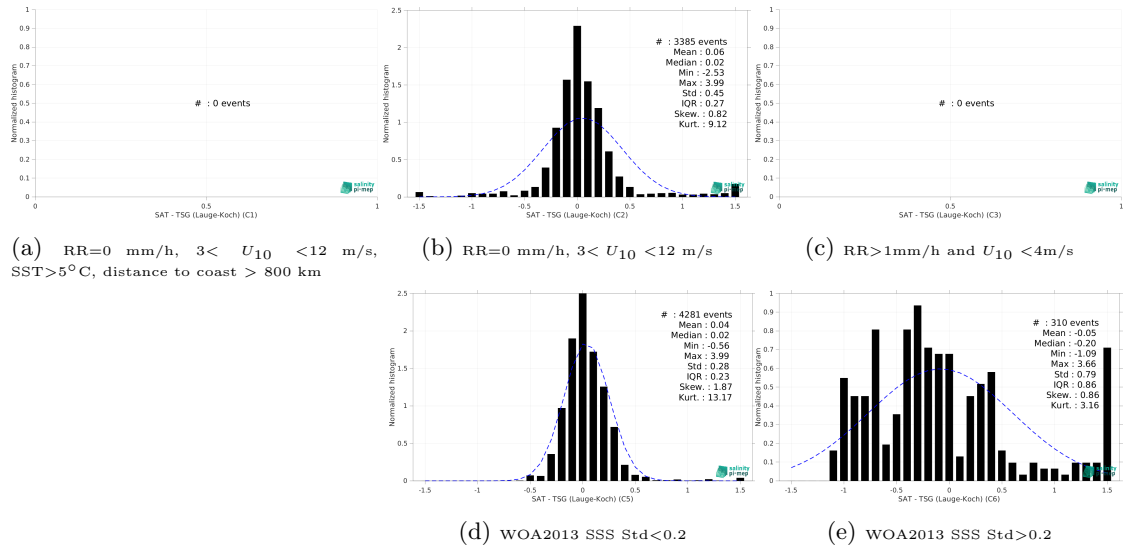 1
0.9
0.8
0.7
0.6
0.5
0.4
0.3
0.2
0.1
0
Normalized histogram
# : 0 events
salinity
pi-mep
0 0.5 1
SAT - TSG (Lauge-Koch) (C1)
(a) RR=0 mm/h, 3< U10 <12 m/s,
SST>5°C, distance to coast > 800 km
2.5
2
1.5
1
0.5
0
Normalized histogram
# : 3385 events
Mean : 0.06
Median : 0.02
Min : -2.53
Max : 3.99
Std : 0.45
IQR : 0.27
Skew. : 0.82
Kurt. : 9.12
salinity
pi-mep
-1.5 -1 -0.5 0 0.5 1 1.5
SAT - TSG (Lauge-Koch) (C2)
(b) RR=0 mm/h, 3< U10 <12 m/s
1
0.9
0.8
0.7
0.6
0.5
0.4
0.3
0.2
0.1
0
Normalized histogram
# : 0 events
salinity
pi-mep
0 0.5 1
SAT - TSG (Lauge-Koch) (C3)
(c) RR>1mm/h and U10 <4m/s
2.5
2
1.5
1
0.5
0
Normalized histogram
# : 4281 events
Mean : 0.04
Median : 0.02
Min : -0.56
Max : 3.99
Std : 0.28
IQR : 0.23
Skew. : 1.87
Kurt. : 13.17
salinity
pi-mep
-1.5 -1 -0.5 0 0.5 1 1.5
SAT - TSG (Lauge-Koch) (C5)
(d) WOA2013 SSS Std<0.2
1
0.9
0.8
0.7
0.6
0.5
0.4
0.3
0.2
0.1
0
Normalized histogram
# : 310 events
Mean : -0.05
Median : -0.20
Min : -1.09
Max : 3.66
Std : 0.79
IQR : 0.86
Skew. : 0.86
Kurt. : 3.16
salinity
pi-mep
-1.5 -1 -0.5 0 0.5 1 1.5
SAT - TSG (Lauge-Koch) (C6)
(e) WOA2013 SSS Std>0.2